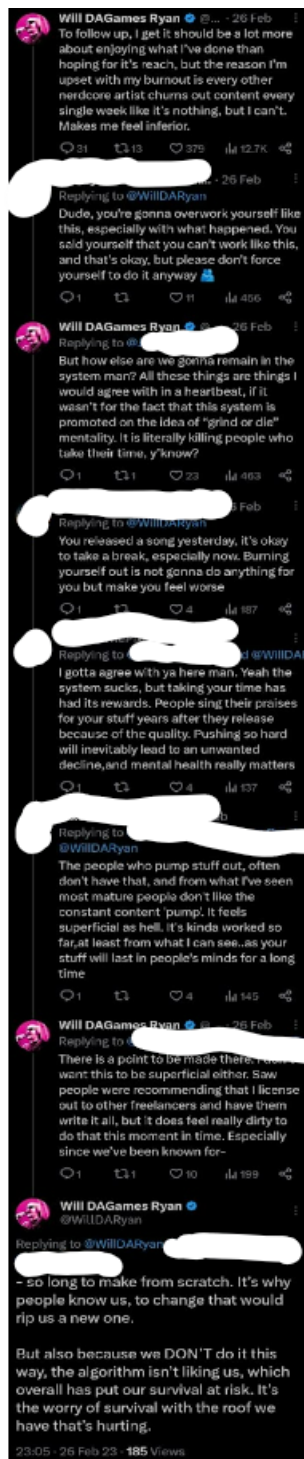 Will DAGames Ryan @... · 26 Feb
To follow up, I get it should be a lot more
about enjoying what I've done than
hoping for it's reach, but the reason I'm
upset with my burnout is every other
nerdcore artist churns out content every
single week like it's nothing, but I can't.
Makes me feel inferior.
31 13 379 12.7K
· 26 Feb
Replying to @WillDARyan
Dude, you're gonna overwork yourself like
this, especially with what happened. You
said yourself that you can't work like this,
and that's okay, but please don't force
yourself to do it anyway 🫂
1 11 456
Will DAGames Ryan 26 Feb
Replying to @
But how else are we gonna remain in the
system man? All these things are things I
would agree with in a heartbeat, if it
wasn't for the fact that this system is
promoted on the idea of "grind or die"
mentality. It is literally killing people who
take their time, y'know?
1 1 23 463
Feb
Replying to @WillDARyan
You released a song yesterday, it's okay
to take a break, especially now. Burning
yourself out is not gonna do anything for
you but make you feel worse
1 4 187
Replying to @WillDA
I gotta agree with ya here man. Yeah the
system sucks, but taking your time has
had its rewards. People sing their praises
for your stuff years after they release
because of the quality. Pushing so hard
will inevitably lead to an unwanted
decline,and mental health really matters
1 4 137
Replying to
@WillDARyan
The people who pump stuff out, often
don't have that, and from what I've seen
most mature people don't like the
constant content 'pump'. It feels
superficial as hell. It's kinda worked so
far,at least from what I can see..as your
stuff will last in people's minds for a long
time
1 4 145
Will DAGames Ryan 26 Feb
Replying to
There is a point to be made there.
want this to be superficial either. Saw
people were recommending that I license
out to other freelancers and have them
write it all, but it does feel really dirty to
do that this moment in time. Especially
since we've been known for-
1 1 10 199
Will DAGames Ryan
@WillDARyan
Replying to @WillDARyan
- so long to make from scratch. It's why
people know us, to change that would
rip us a new one.
But also because we DON'T do it this
way, the algorithm isn't liking us, which
overall has put our survival at risk. It's
the worry of survival with the roof we
have that's hurting.
23:05 · 26 Feb 23 · 185 Views